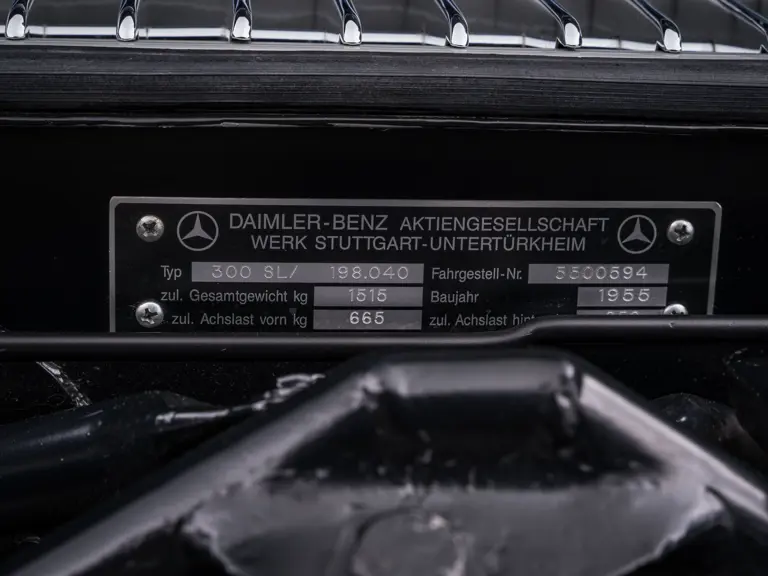 DAIMLER-BENZ AKTIENGESELLSCHAFT
WERK STUTTGART-UNTERTÜRKHEIM
Typ 300 SL/ 198.040 Fahrgestell-Nr. 5500594
zul. Gesamtgewicht kg 1515 Baujahr 1955
zul. Achslast vorn kg 665 zul. Achslast